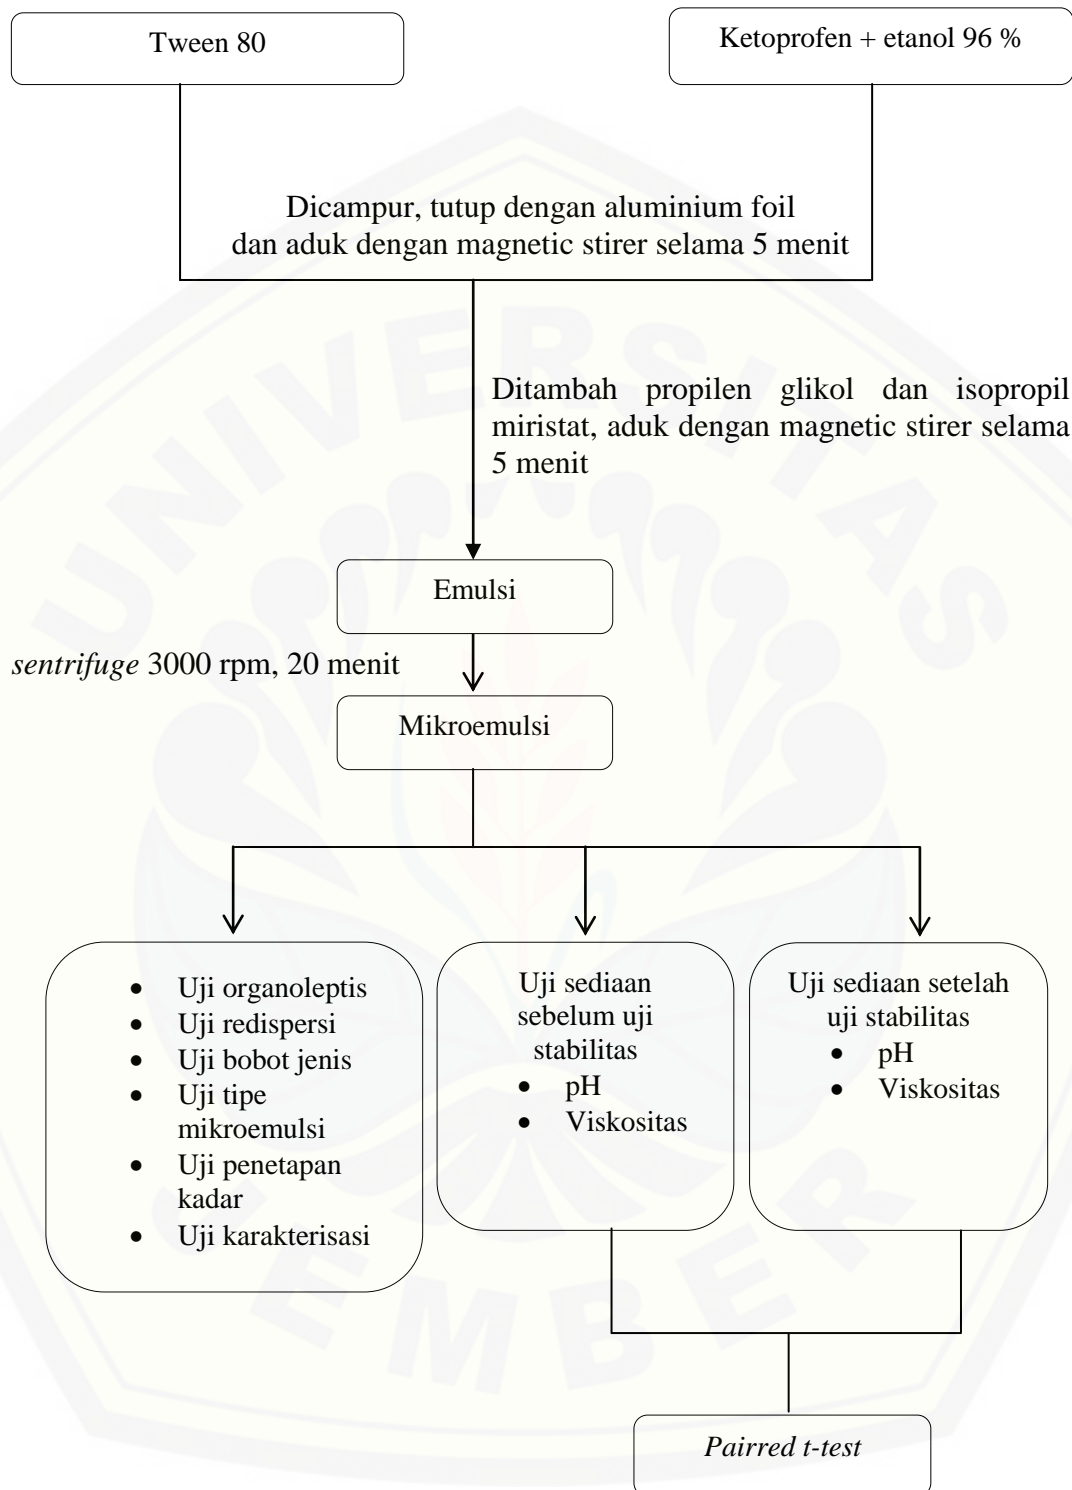 Tween 80
Ketoprofen + etanol 96 %
Dicampur, tutup dengan aluminium foil
dan aduk dengan magnetic stirer selama 5 menit
Ditambah propilen glikol dan isopropil
miristat, aduk dengan magnetic stirer selama
5 menit
Emulsi
sentrifuge 3000 rpm, 20 menit
Mikroemulsi
• Uji organoleptis
• Uji redispersi
• Uji bobot jenis
• Uji tipe
mikroemulsi
• Uji penetapan
kadar
• Uji karakterisasi
Uji sediaan
sebelum uji
stabilitas
• pH
• Viskositas
Uji sediaan setelah
uji stabilitas
• pH
• Viskositas
Pairred t-test
UNIVERSITAS
JEMBER